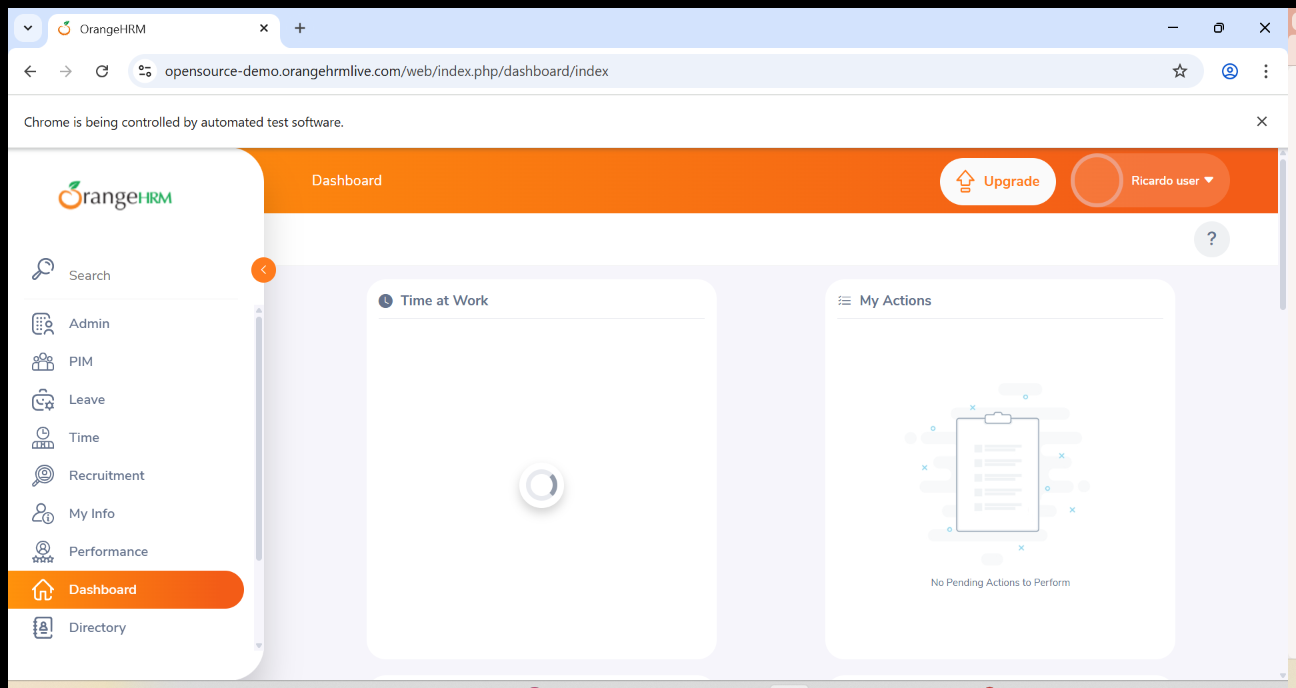 OrangeHRM
opensource-demo.orangehrmlive.com/web/index.php/dashboard/index
Chrome is being controlled by automated test software.
OrangeHRM
Dashboard
Upgrade
Ricardo user
?
Search
Admin
PIM
Leave
Time
Recruitment
My Info
Performance
Dashboard
Directory
Time at Work
My Actions
No Pending Actions to Perform